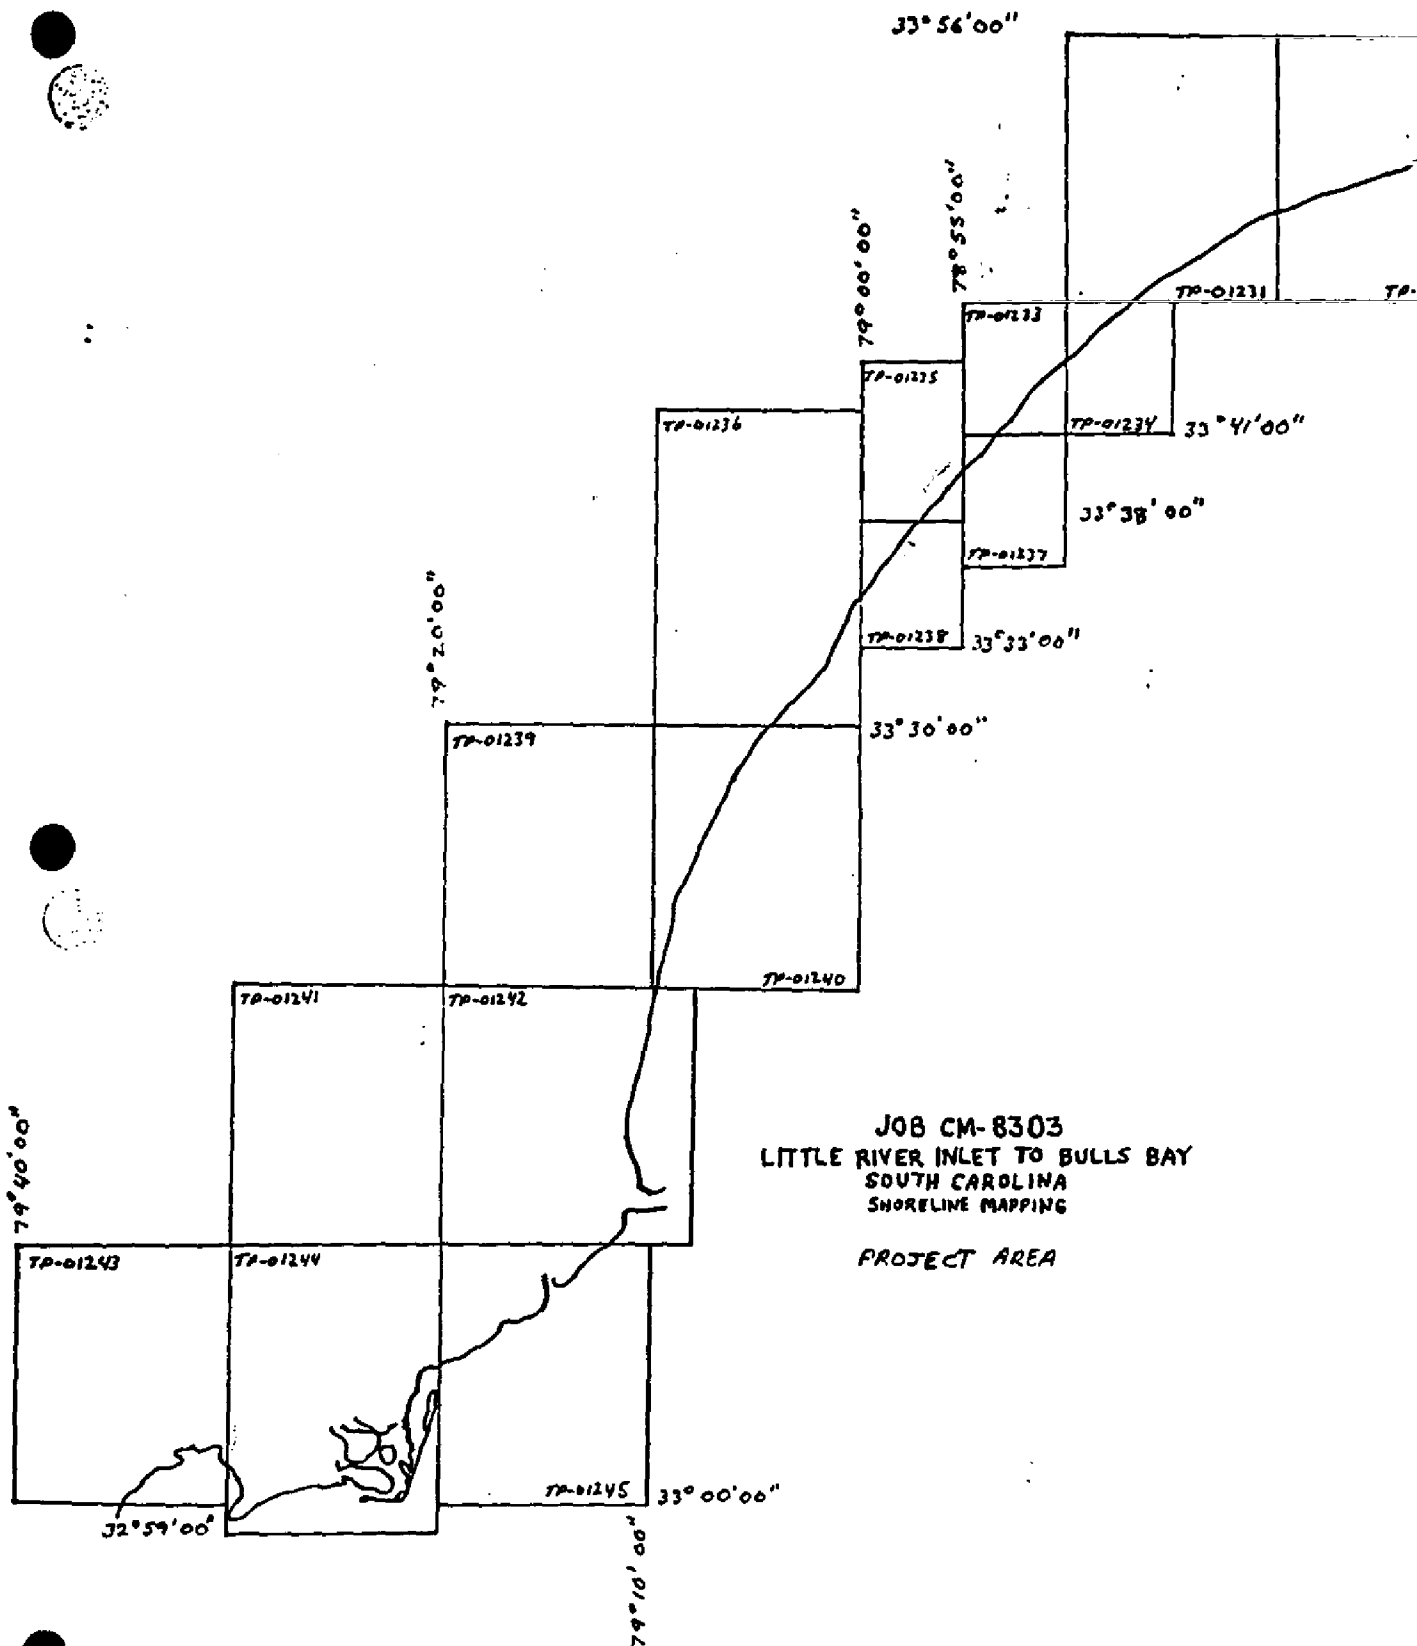 33° 56' 00"
78° 55' 00"
79° 00' 00"
TP-01231
TP-
TP-01233
TP-01235
TP-01236
TP-01234
33° 41' 00"
33° 38' 00"
TP-01237
79° 20' 00"
TP-01238
33° 33' 00"
33° 30' 00"
TP-01239
TP-01240
TP-01241
TP-01242
79° 40' 00"
JOB CM-8303
LITTLE RIVER INLET TO BULLS BAY
SOUTH CAROLINA
SHORELINE MAPPING
PROJECT AREA
TP-01243
TP-01244
TP-01245
33° 00' 00"
32° 59' 00"
79° 10' 00"